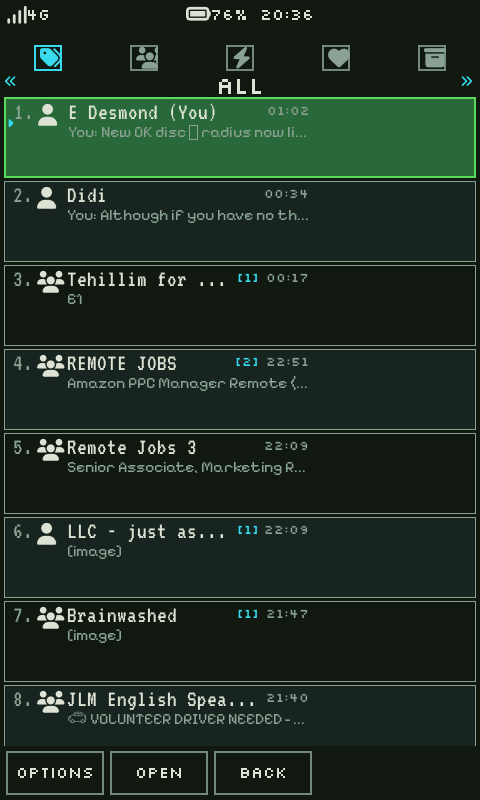 4G 76% 20:36
« »
ALL
1. E Desmond (You) 01:02
You: New OK disc radius now li...
2. Didi 00:34
You: Although if you have no th...
3. Tehillim for ... [1] 00:17
61
4. REMOTE JOBS [2] 22:51
Amazon PPC Manager Remote (...
5. Remote Jobs 3 22:09
Senior Associate, Marketing R...
6. LLC - just as... [1] 22:09
(image)
7. Brainwashed [1] 21:47
(image)
8. JLM English Spea... 21:40
🚗 VOLUNTEER DRIVER NEEDED -...
OPTIONS OPEN BACK